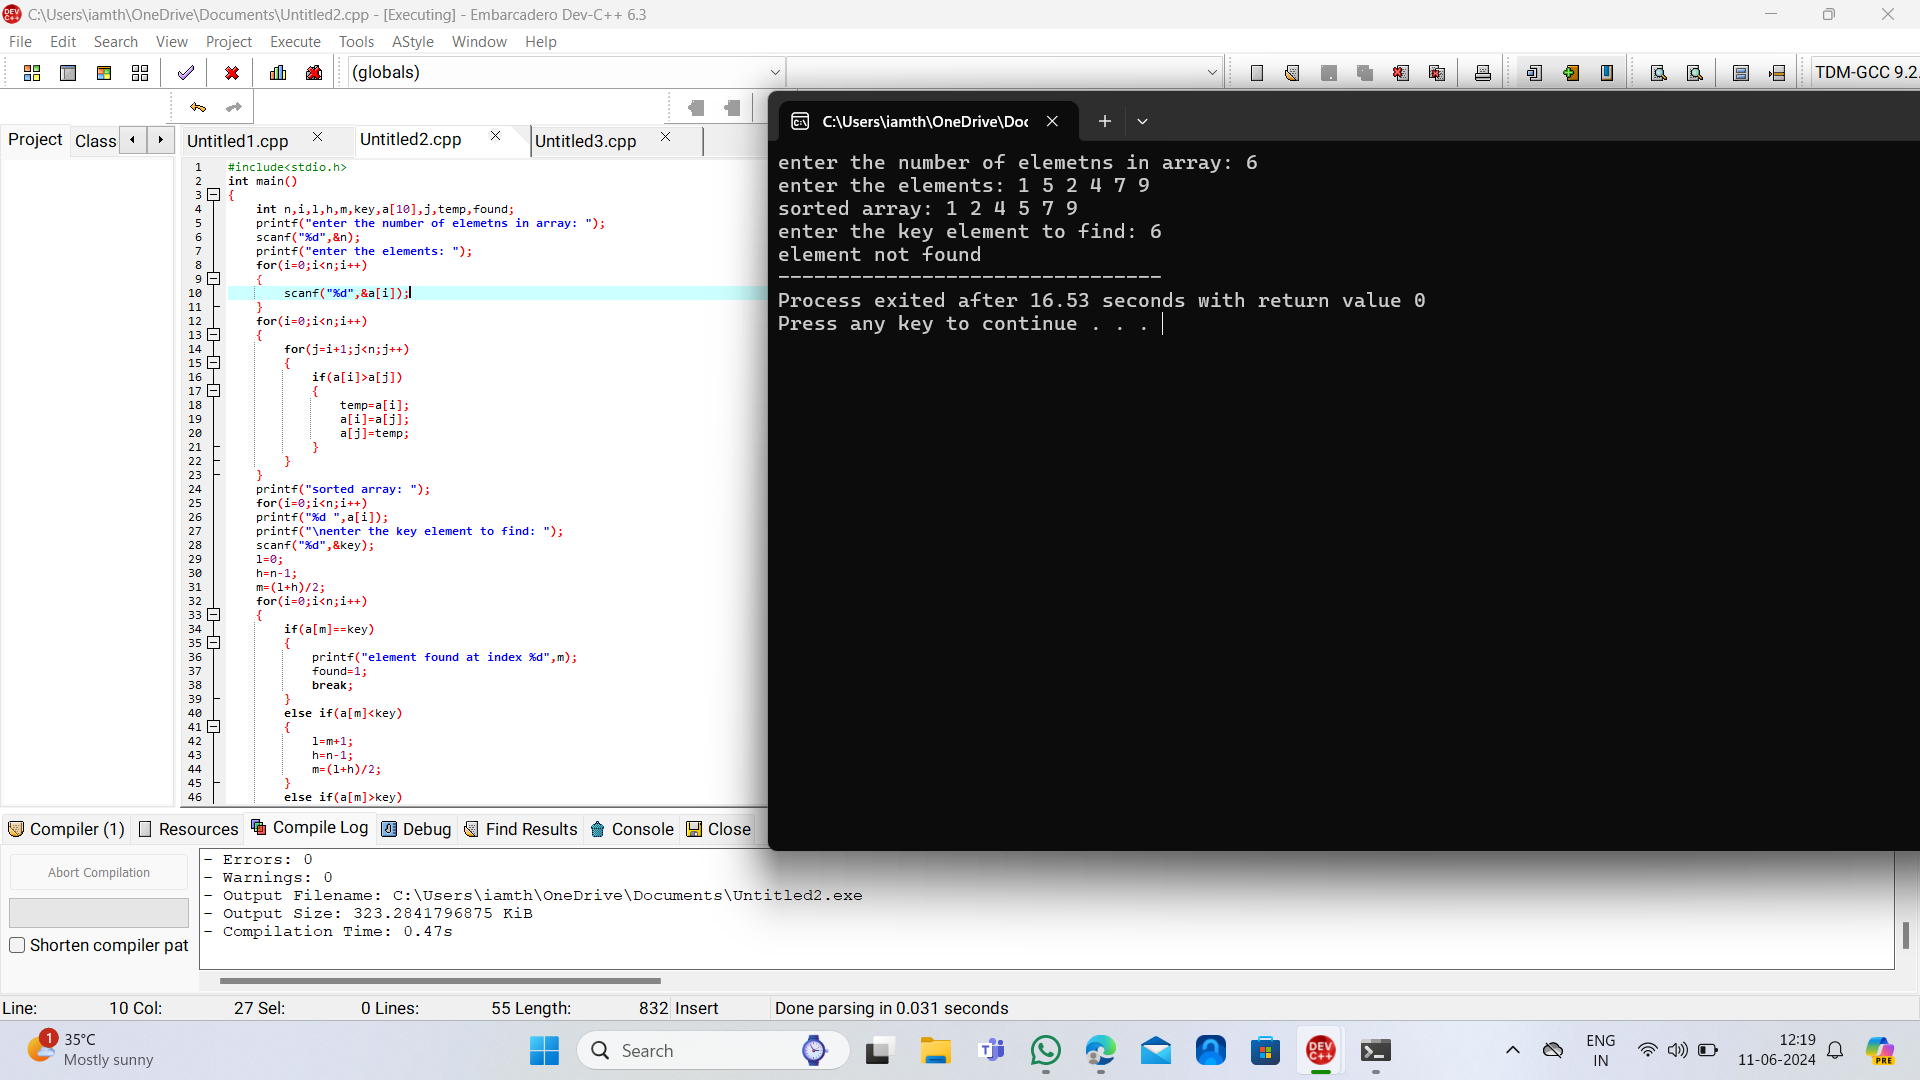 C:\Users\iamth\OneDrive\Documents\Untitled2.cpp - [Executing] - Embarcadero Dev-C++ 6.3
File Edit Search View Project Execute Tools AStyle Window Help
(globals)
TDM-GCC 9.2.
Project Class
Untitled1.cpp Untitled2.cpp Untitled3.cpp
1 #include<stdio.h>
2 int main()
3 {
4 int n,i,l,h,m,key,a[10],j,temp,found;
5 printf("enter the number of elemetns in array: ");
6 scanf("%d",&n);
7 printf("enter the elements: ");
8 for(i=0;i<n;i++)
9 {
10 scanf("%d",&a[i]);
11 }
12 for(i=0;i<n;i++)
13 {
14 for(j=i+1;j<n;j++)
15 {
16 if(a[i]>a[j])
17 {
18 temp=a[i];
19 a[i]=a[j];
20 a[j]=temp;
21 }
22 }
23 }
24 printf("sorted array: ");
25 for(i=0;i<n;i++)
26 printf("%d ",a[i]);
27 printf("\nenter the key element to find: ");
28 scanf("%d",&key);
29 l=0;
30 h=n-1;
31 m=(l+h)/2;
32 for(i=0;i<n;i++)
33 {
34 if(a[m]==key)
35 {
36 printf("element found at index %d",m);
37 found=1;
38 break;
39 }
40 else if(a[m]<key)
41 {
42 l=m+1;
43 h=n-1;
44 m=(l+h)/2;
45 }
46 else if(a[m]>key)
C:\Users\iamth\OneDrive\Doc
enter the number of elemetns in array: 6
enter the elements: 1 5 2 4 7 9
sorted array: 1 2 4 5 7 9
enter the key element to find: 6
element not found
--------------------------------
Process exited after 16.53 seconds with return value 0
Press any key to continue . . .
Compiler (1) Resources Compile Log Debug Find Results Console Close
Abort Compilation
Shorten compiler pat
- Errors: 0
- Warnings: 0
- Output Filename: C:\Users\iamth\OneDrive\Documents\Untitled2.exe
- Output Size: 323.2841796875 KiB
- Compilation Time: 0.47s
Line: 10 Col: 27 Sel: 0 Lines: 55 Length: 832 Insert Done parsing in 0.031 seconds
1
35°C
Mostly sunny
Search
DEV C++
ENG
IN
12:19
11-06-2024
PRE